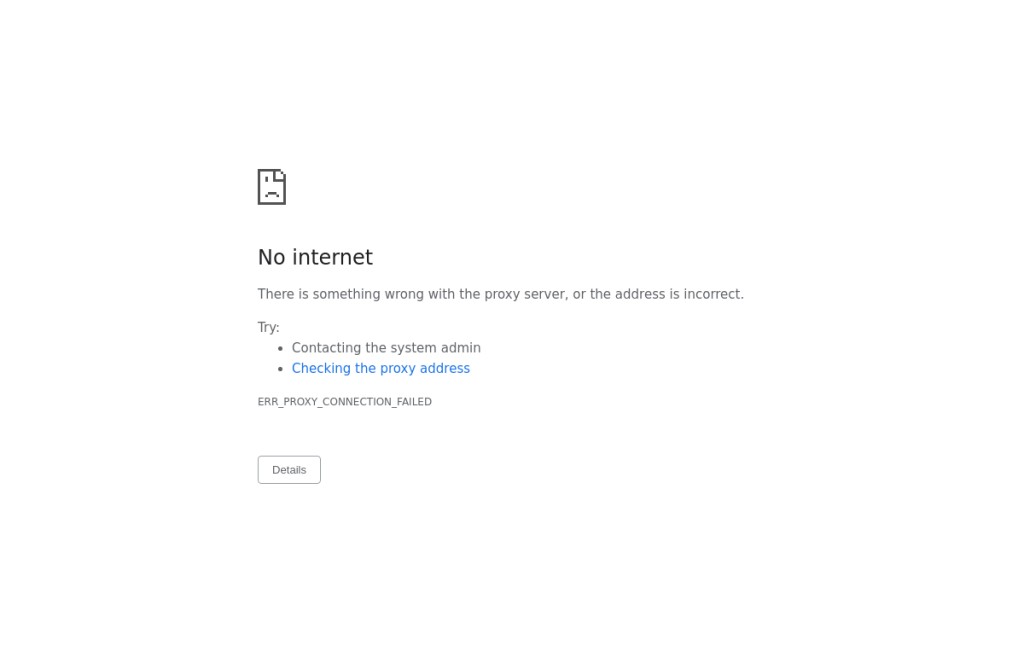 No internet
There is something wrong with the proxy server, or the address is incorrect.
Try:
• Contacting the system admin
• Checking the proxy address
ERR_PROXY_CONNECTION_FAILED
Details